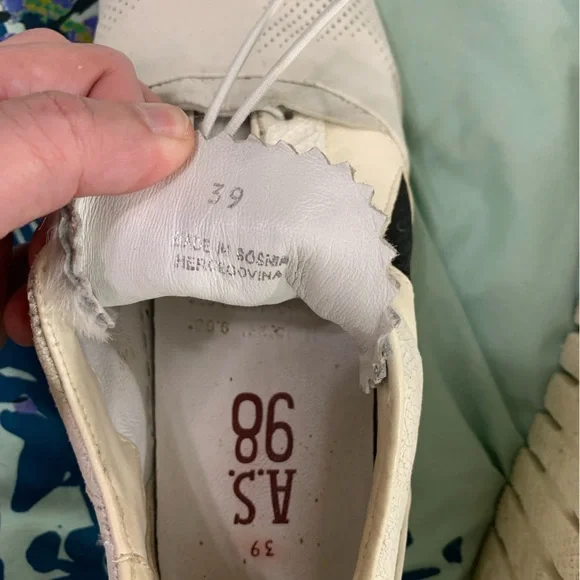 39
MADE IN BOSNIA
HERCEGOVINA
A.S.
98
39